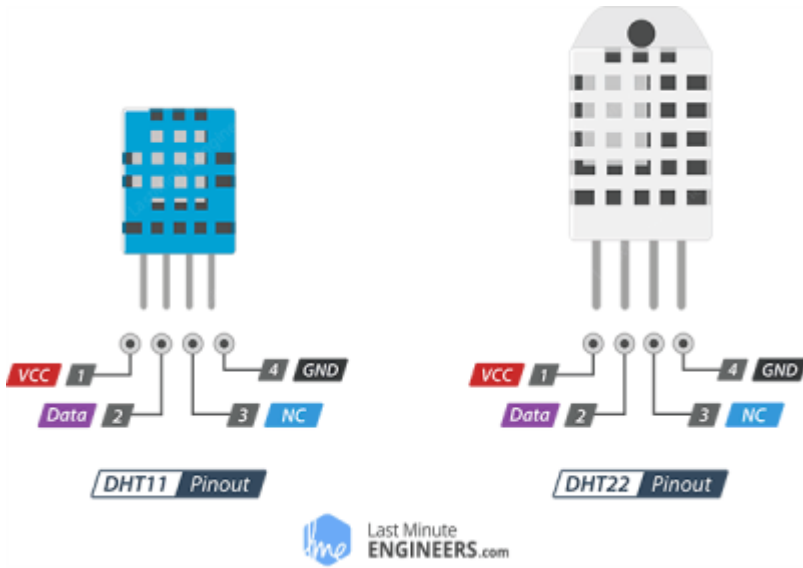 VCC 1
4 GND
Data 2
3 NC
DHT11 Pinout
VCC 1
4 GND
Data 2
3 NC
DHT22 Pinout
lme
Last Minute
ENGINEERS.com